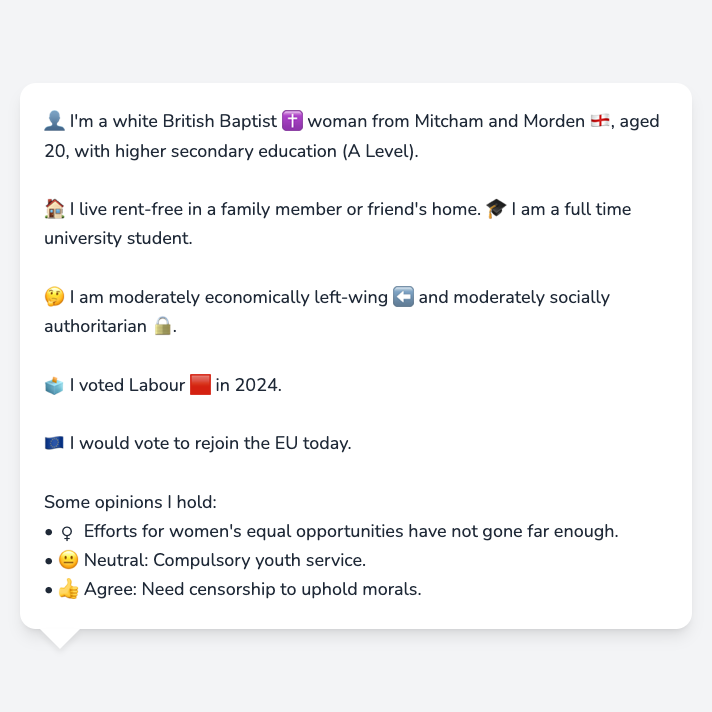 👤 I'm a white British Baptist ✝️ woman from Mitcham and Morden 🏴󠁧󠁢󠁥󠁮󠁧󠁿, aged
20, with higher secondary education (A Level).
🏠 I live rent-free in a family member or friend's home. 🎓 I am a full time
university student.
🤔 I am moderately economically left-wing ⬅️ and moderately socially
authoritarian 🔒.
🗳️ I voted Labour 🟥 in 2024.
🇪🇺 I would vote to rejoin the EU today.
Some opinions I hold:
• ♀ Efforts for women's equal opportunities have not gone far enough.
• 😐 Neutral: Compulsory youth service.
• 👍 Agree: Need censorship to uphold morals.